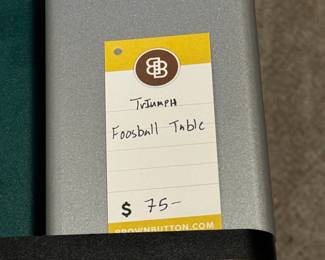 BB
TrIUMPH
Foosball Table
$ 75-
BROWNBUTTON.COM